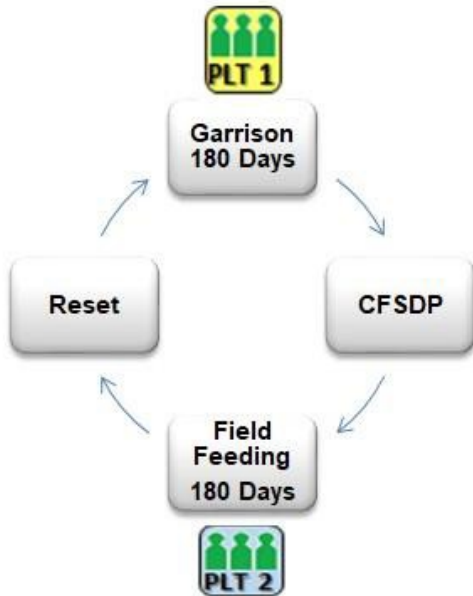 PLT 1
Garrison
180 Days
Reset
CFSDP
Field
Feeding
180 Days
PLT 2